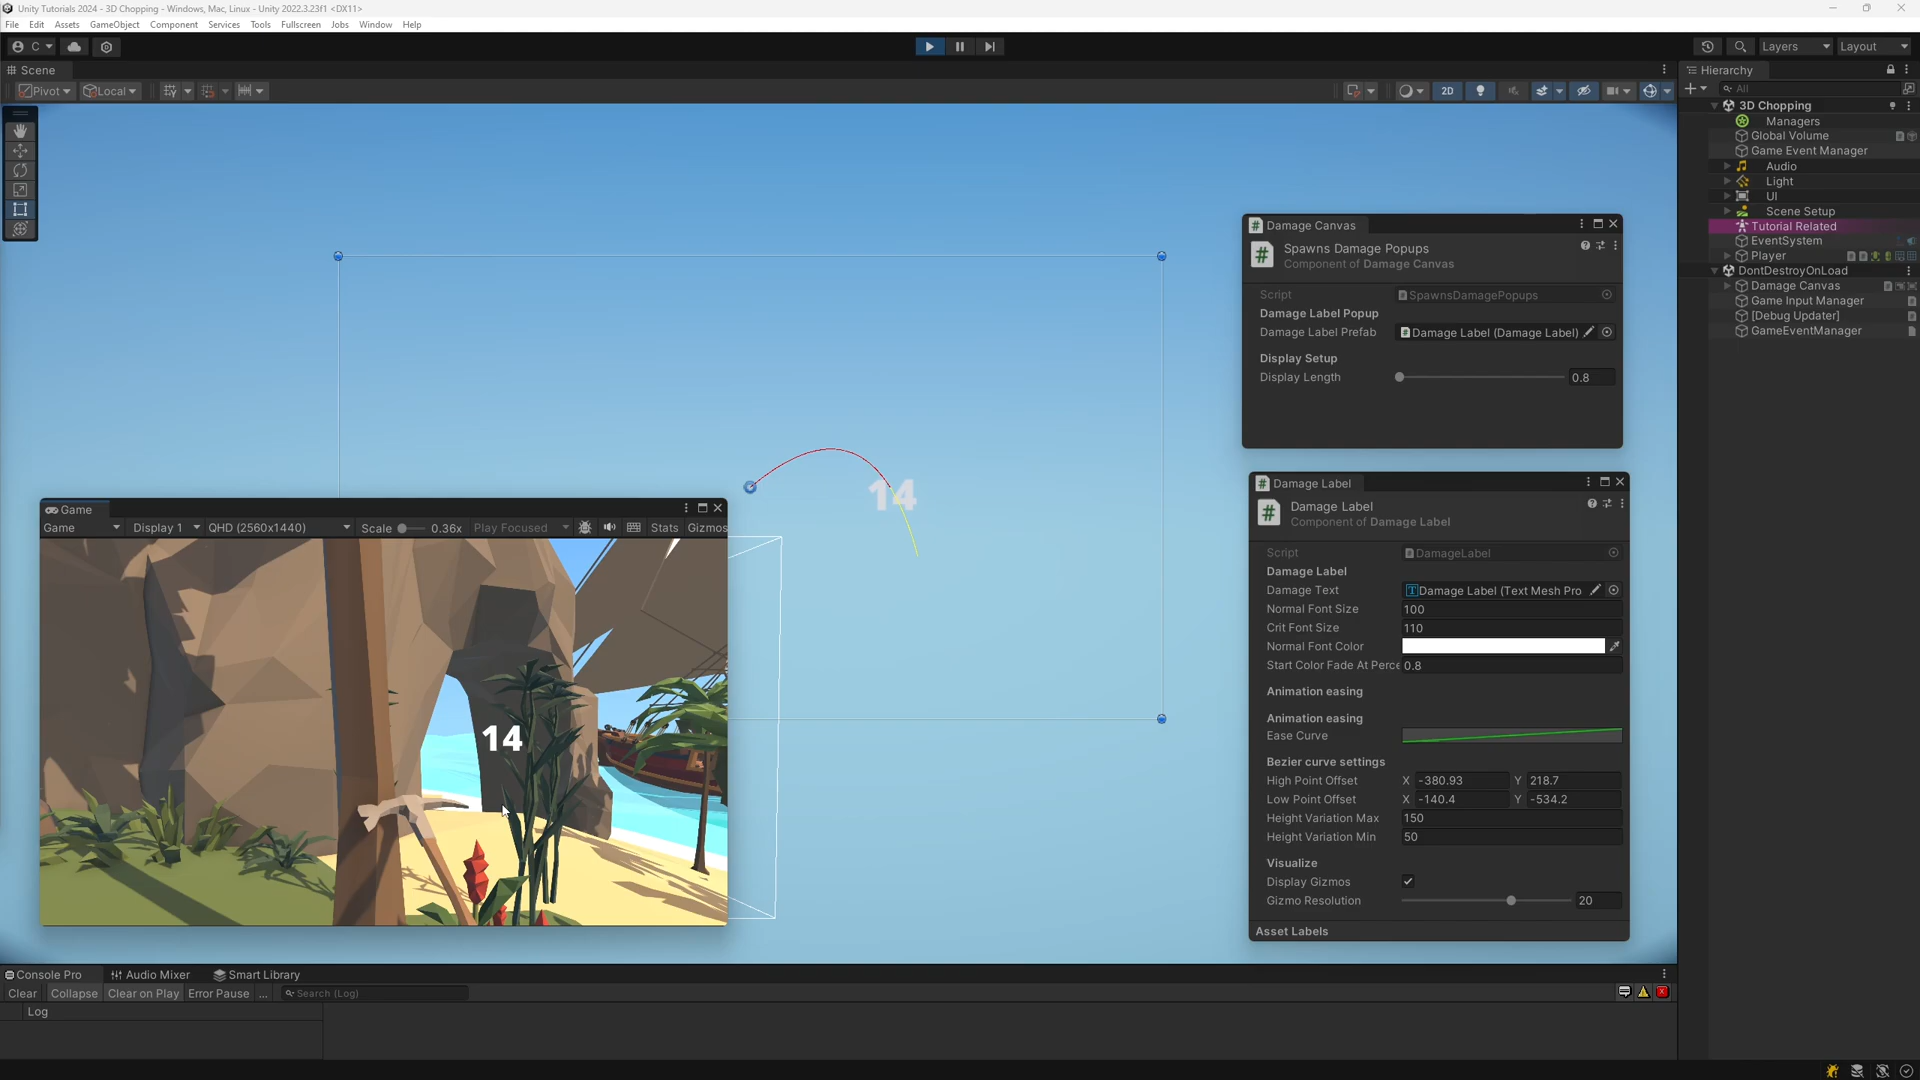 Unity Tutorials 2024 - 3D Chopping - Windows, Mac, Linux - Unity 2022.3.23f1 <DX11>
File Edit Assets GameObject Component Services Tools Fullscreen Jobs Window Help
C Layers Layout
Scene
Pivot Local 2D
Hierarchy
All
3D Chopping
Managers
Global Volume
Game Event Manager
Audio
Light
UI
Scene Setup
Tutorial Related
EventSystem
Player
DontDestroyOnLoad
Damage Canvas
Game Input Manager
[Debug Updater]
GameEventManager
Damage Canvas
Spawns Damage Popups
Component of Damage Canvas
Script SpawnsDamagePopups
Damage Label Popup
Damage Label Prefab Damage Label (Damage Label)
Display Setup
Display Length 0.8
14
Damage Label
Damage Label
Component of Damage Label
Script DamageLabel
Damage Label
Damage Text Damage Label (Text Mesh Pro
Normal Font Size 100
Crit Font Size 110
Normal Font Color
Start Color Fade At Perce 0.8
Animation easing
Animation easing
Ease Curve
Bezier curve settings
High Point Offset X -380.93 Y 218.7
Low Point Offset X -140.4 Y -534.2
Height Variation Max 150
Height Variation Min 50
Visualize
Display Gizmos
Gizmo Resolution 20
Asset Labels
Game
Game Display 1 QHD (2560x1440) Scale 0.36x Play Focused Stats Gizmos
14
Console Pro Audio Mixer Smart Library
Clear Collapse Clear on Play Error Pause ... Search (Log)
Log